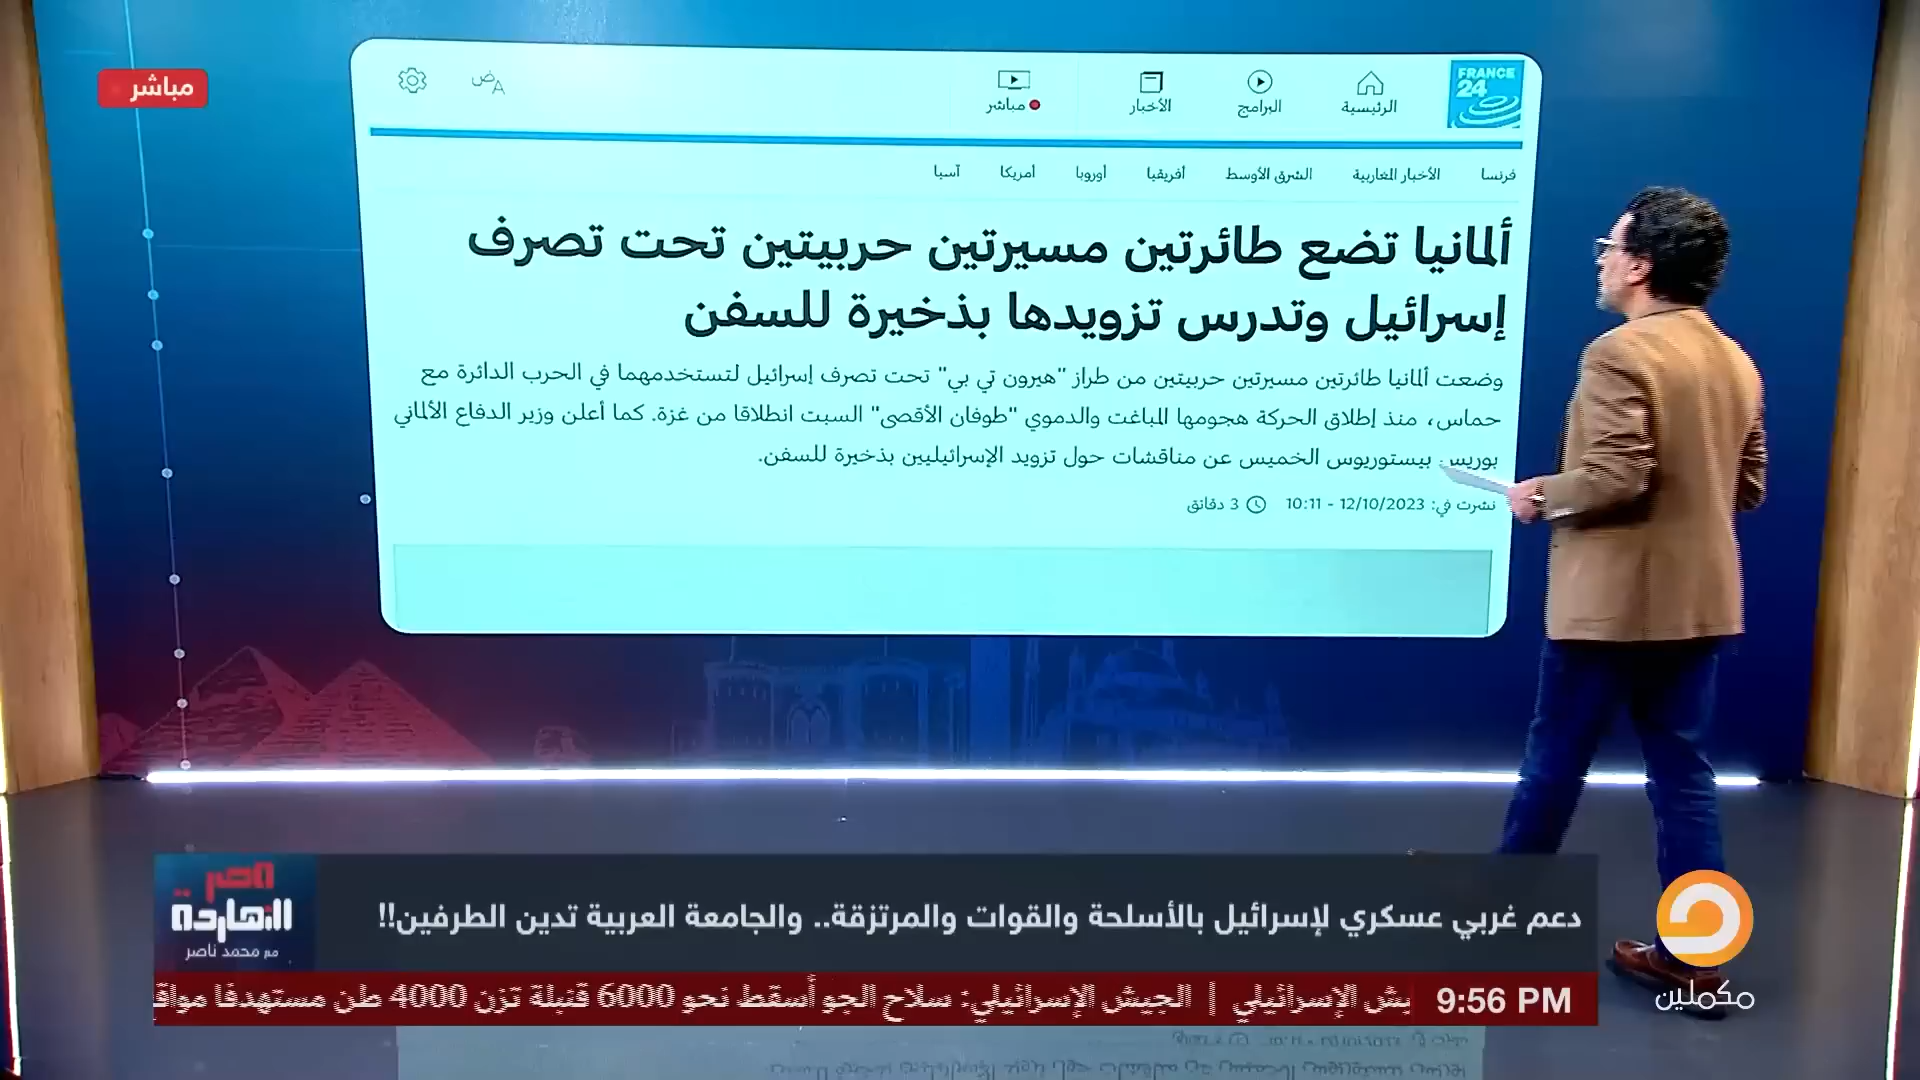 مباشر
FRANCE 24
الرئيسية
البرامج
الأخبار
مباشر
ض A
فرنسا
الأخبار المغاربية
الشرق الأوسط
أفريقيا
أوروبا
أمريكا
آسيا
ألمانيا تضع طائرتين مسيرتين حربيتين تحت تصرف
إسرائيل وتدرس تزويدها بذخيرة للسفن
وضعت ألمانيا طائرتين مسيرتين حربيتين من طراز "هيرون تي بي" تحت تصرف إسرائيل لتستخدمهما في الحرب الدائرة مع
حماس، منذ إطلاق الحركة هجومها المباغت والدموي "طوفان الأقصى" السبت انطلاقا من غزة. كما أعلن وزير الدفاع الألماني
بوريس بيستوريوس الخميس عن مناقشات حول تزويد الإسرائيليين بذخيرة للسفن.
نشرت في: 12/10/2023 - 10:11 3 دقائق
دعم غربي عسكري لإسرائيل بالأسلحة والقوات والمرتزقة.. والجامعة العربية تدين الطرفين!!
مصر
النهاردة
مع محمد ناصر
9:56 PM
الإسرائيلي | الجيش الإسرائيلي: سلاح الجو أسقط نحو 6000 قنبلة تزن 4000 طن مستهدفا
مكملين